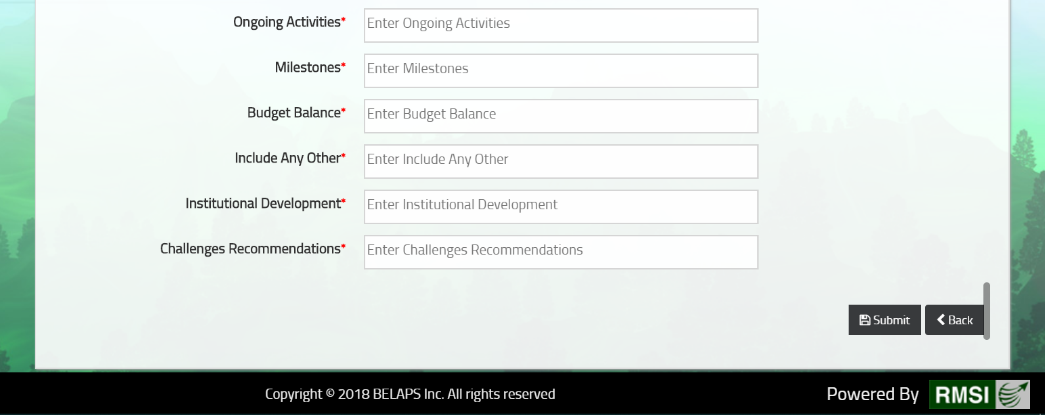 Ongoing Activities* Enter Ongoing Activities
Milestones* Enter Milestones
Budget Balance* Enter Budget Balance
Include Any Other* Enter Include Any Other
Institutional Development* Enter Institutional Development
Challenges Recommendations* Enter Challenges Recommendations
Submit Back
Copyright © 2018 BELAPS Inc. All rights reserved Powered By RMSI